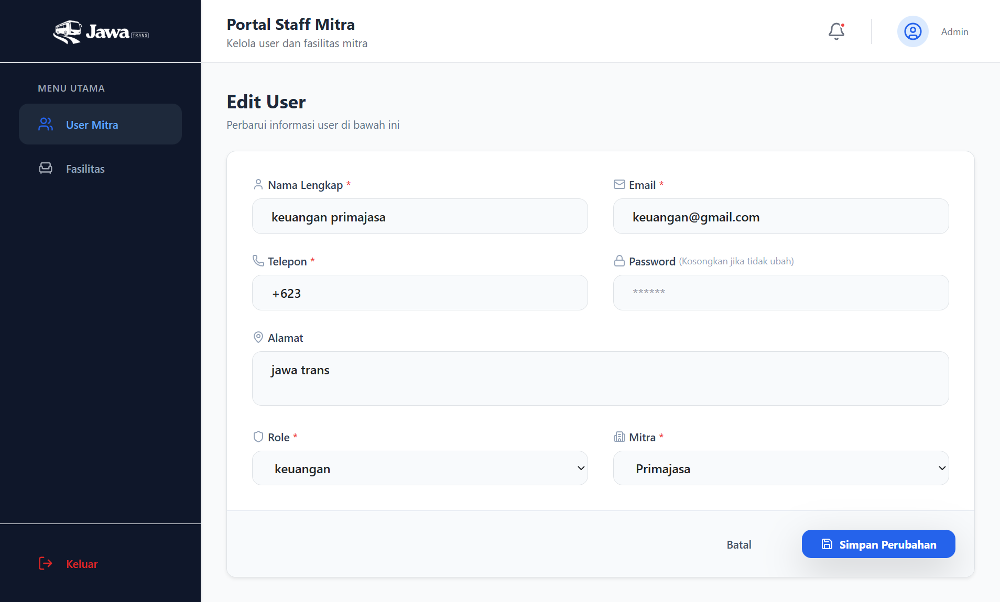 Jawa TRANS
MENU UTAMA
User Mitra
Fasilitas
Keluar
Portal Staff Mitra
Kelola user dan fasilitas mitra
Admin
Edit User
Perbarui informasi user di bawah ini
Nama Lengkap *
keuangan primajasa
Email *
keuangan@gmail.com
Telepon *
+623
Password (Kosongkan jika tidak ubah)
******
Alamat
jawa trans
Role *
keuangan
Mitra *
Primajasa
Batal
Simpan Perubahan